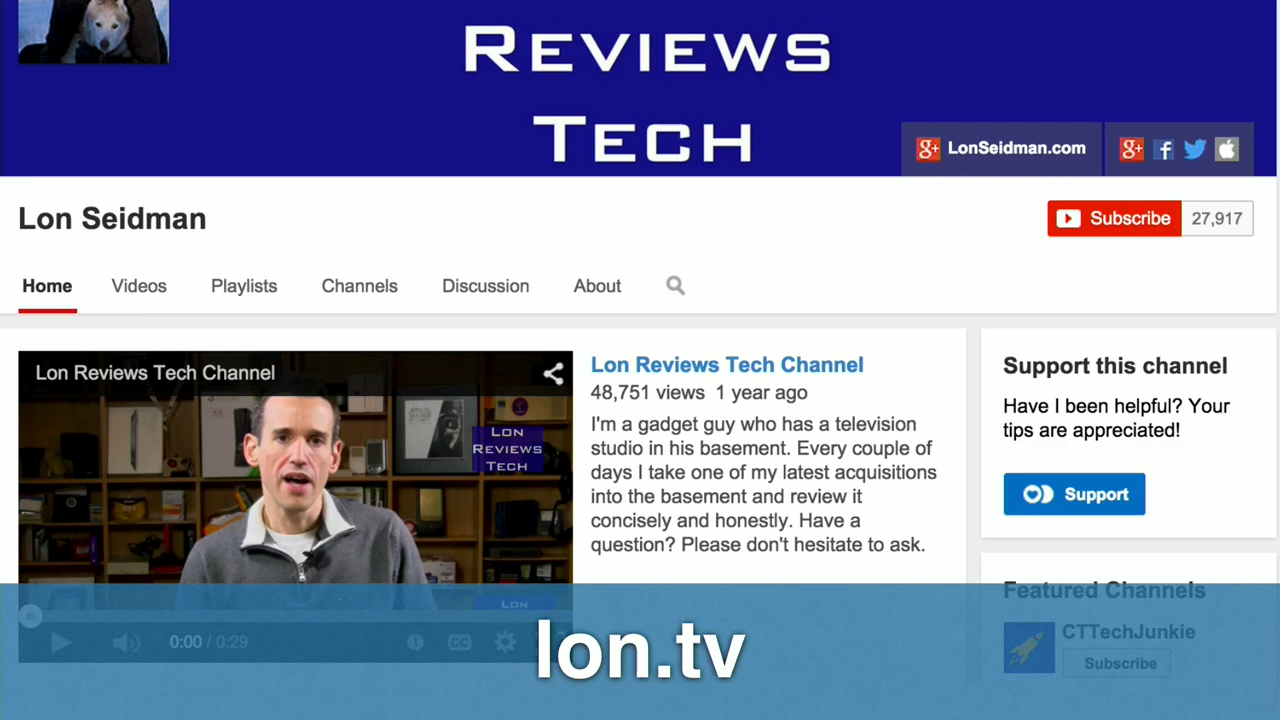 REVIEWS
TECH
LonSeidman.com
Lon Seidman
Subscribe 27,917
Home Videos Playlists Channels Discussion About
Lon Reviews Tech Channel
LON
REVIEWS
TECH
LON
0:00 / 0:29
CC
Lon Reviews Tech Channel
48,751 views 1 year ago
I'm a gadget guy who has a television
studio in his basement. Every couple of
days I take one of my latest acquisitions
into the basement and review it
concisely and honestly. Have a
question? Please don't hesitate to ask.
Support this channel
Have I been helpful? Your
tips are appreciated!
Support
Featured Channels
CTTechJunkie
Subscribe
lon.tv